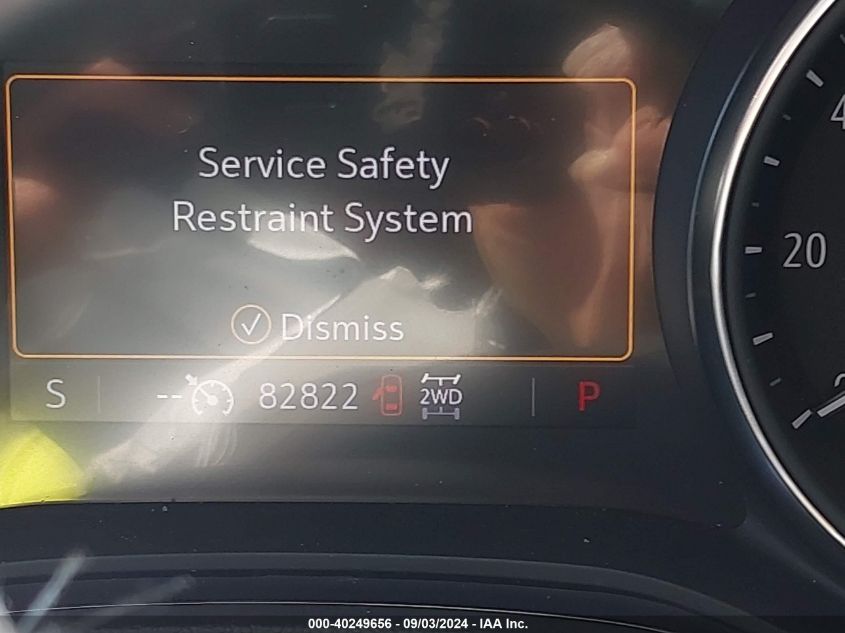 Service Safety
Restraint System
Dismiss
S -- 82822 2WD P
20
000-40249656 - 09/03/2024 - IAA Inc.